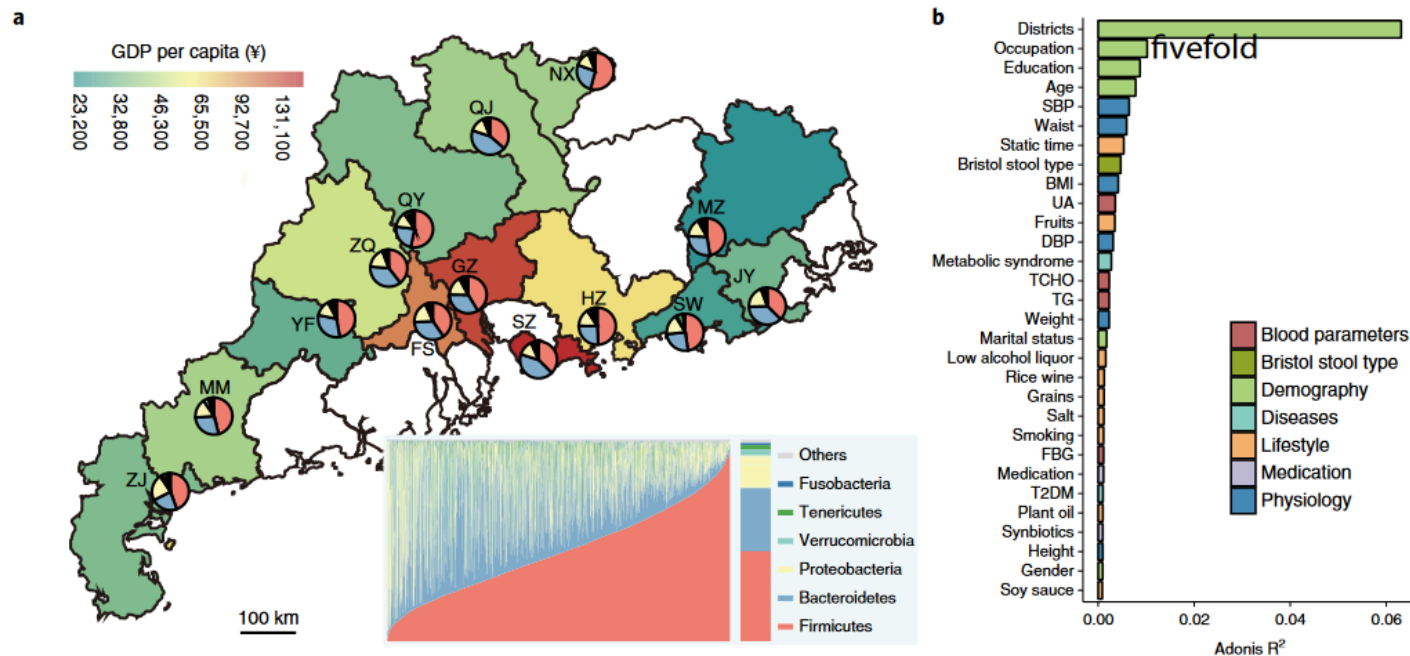 a
GDP per capita (¥)
23,200
32,800
46,300
65,500
92,700
131,100
NX
QJ
QY
ZQ
GZ
MZ
JY
HZ
SW
SZ
YF
FS
MM
ZJ
100 km
Others
Fusobacteria
Tenericutes
Verrucomicrobia
Proteobacteria
Bacteroidetes
Firmicutes
b
Districts
Occupation
fivefold
Education
Age
SBP
Waist
Static time
Bristol stool type
BMI
UA
Fruits
DBP
Metabolic syndrome
TCHO
TG
Weight
Marital status
Low alcohol liquor
Rice wine
Grains
Salt
Smoking
FBG
Medication
T2DM
Plant oil
Synbiotics
Height
Gender
Soy sauce
Blood parameters
Bristol stool type
Demography
Diseases
Lifestyle
Medication
Physiology
0.00 0.02 0.04 0.06
Adonis R²